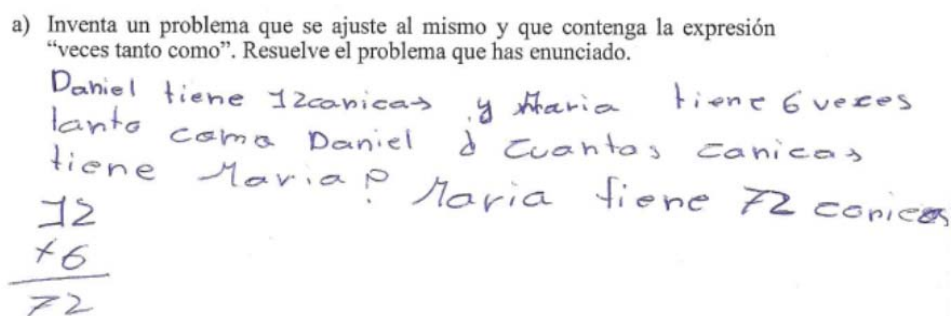 a) Inventa un problema que se ajuste al mismo y que contenga la expresión
“veces tanto como”. Resuelve el problema que has enunciado.
Daniel tiene 12canicas y Maria tiene 6 veces
tanto como Daniel ¿ Cuantas canicas
tiene Maria? Maria tiene 72 canicas
12
×6
72